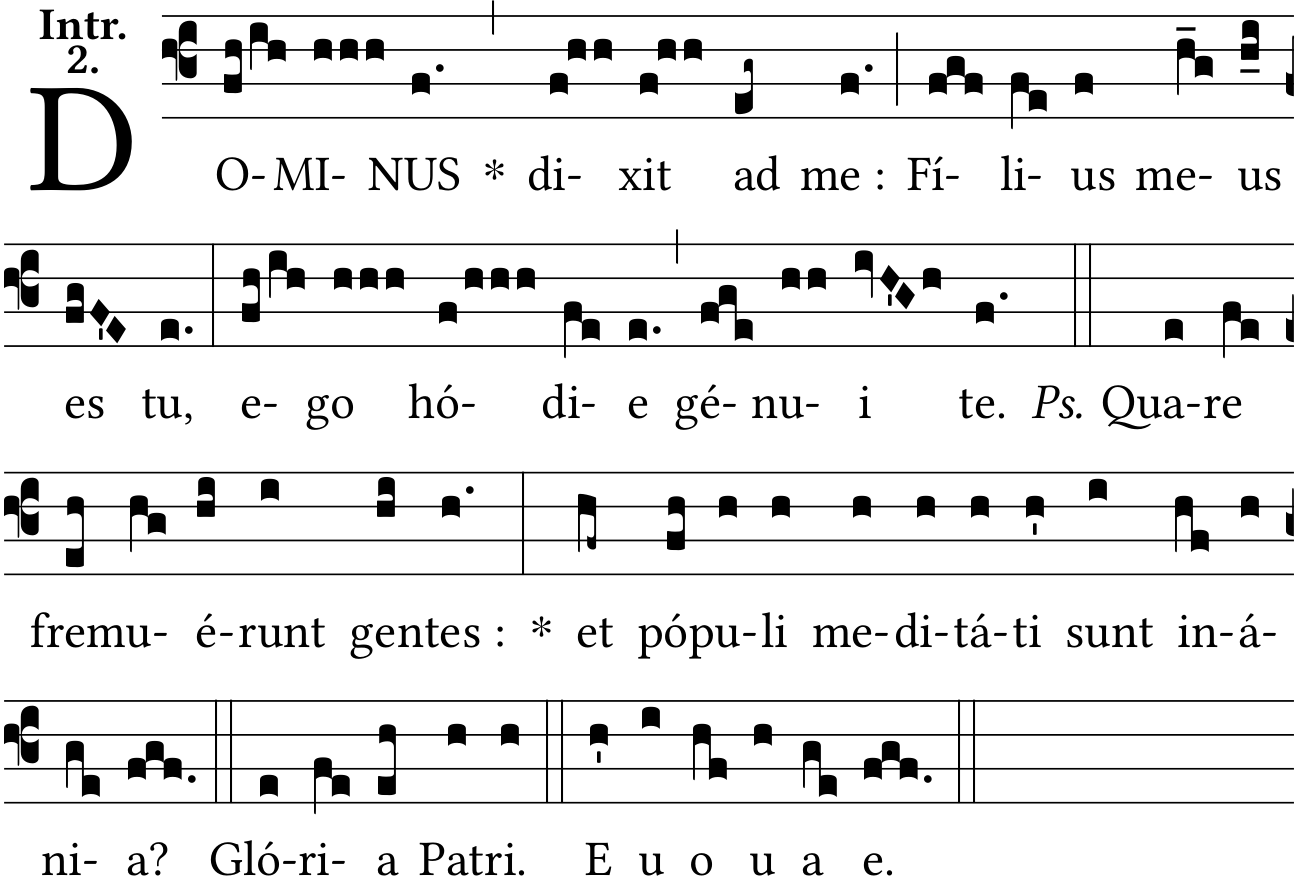 Intr.
2.
DO-MI- NUS * di- xit ad me : Fí- li- us me- us
es tu, e- go hó- di- e gé- nu- i te. Ps. Qua-re
fremu- é-runt gentes : * et pópu-li me-di-tá-ti sunt in-á-
ni- a? Gló-ri- a Patri. E u o u a e.